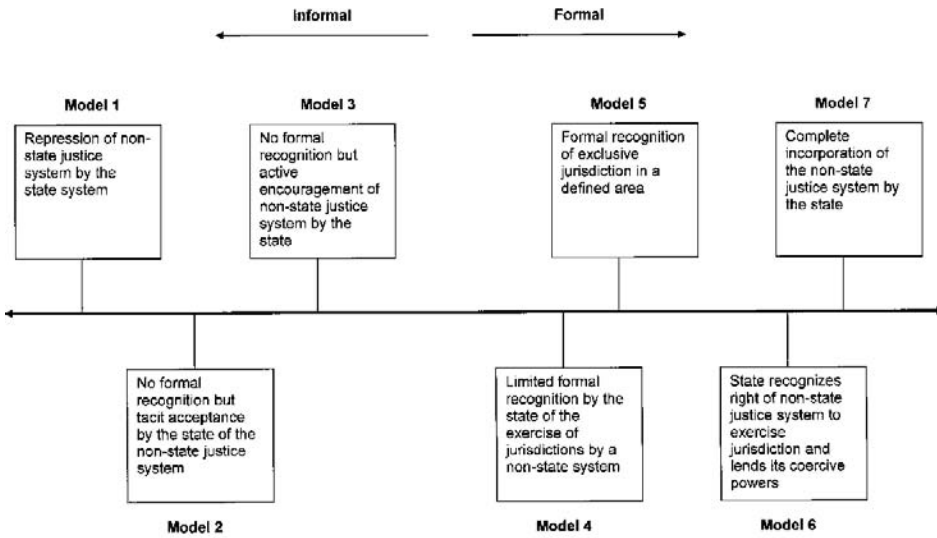 Informal
Formal
Model 1
Model 3
Model 5
Model 7
Repression of non-
state justice
system by the
state system
No formal
recognition but
active
encouragement of
non-state justice
system by the
state
Formal recognition
of exclusive
jurisdiction in a
defined area
Complete
incorporation of
the non-state
justice system by
the state
No formal
recognition but
tacit acceptance
by the state of the
non-state justice
system
Limited formal
recognition by the
state of the
exercise of
jurisdictions by a
non-state system
State recognizes
right of non-state
justice system to
exercise
jurisdiction and
lends its coercive
powers
Model 2
Model 4
Model 6